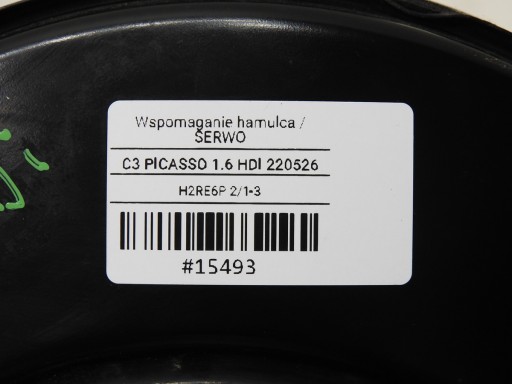 Wspomaganie hamulca /
SERWO
C3 PICASSO 1.6 HDI 220526
H2RE6P 2/1-3
#15493